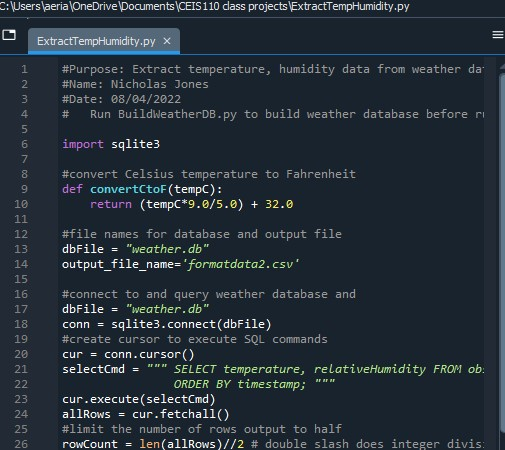 C:\Users\aeria\OneDrive\Documents\CEIS110 class projects\ExtractTempHumidity.py
ExtractTempHumidity.py ×
1 #Purpose: Extract temperature, humidity data from weather
2 #Name: Nicholas Jones
3 #Date: 08/04/2022
4 #   Run BuildWeatherDB.py to build weather database before
5
6 import sqlite3
7
8 #convert Celsius temperature to Fahrenheit
9 def convertCtoF(tempC):
10     return (tempC*9.0/5.0) + 32.0
11
12 #file names for database and output file
13 dbFile = "weather.db"
14 output_file_name='formatdata2.csv'
15
16 #connect to and query weather database and
17 dbFile = "weather.db"
18 conn = sqlite3.connect(dbFile)
19 #create cursor to execute SQL commands
20 cur = conn.cursor()
21 selectCmd = """ SELECT temperature, relativeHumidity FROM
22                 ORDER BY timestamp; """
23 cur.execute(selectCmd)
24 allRows = cur.fetchall()
25 #limit the number of rows output to half
26 rowCount = len(allRows)//2 # double slash does integer